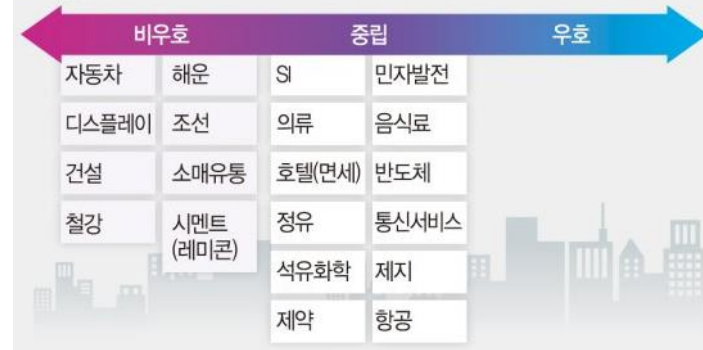 비우호 중립 우호
자동차 해운 SI 민자발전
디스플레이 조선 의류 음식료
건설 소매유통 호텔(면세) 반도체
철강 시멘트 정유 통신서비스
(레미콘)
석유화학 제지
제약 항공